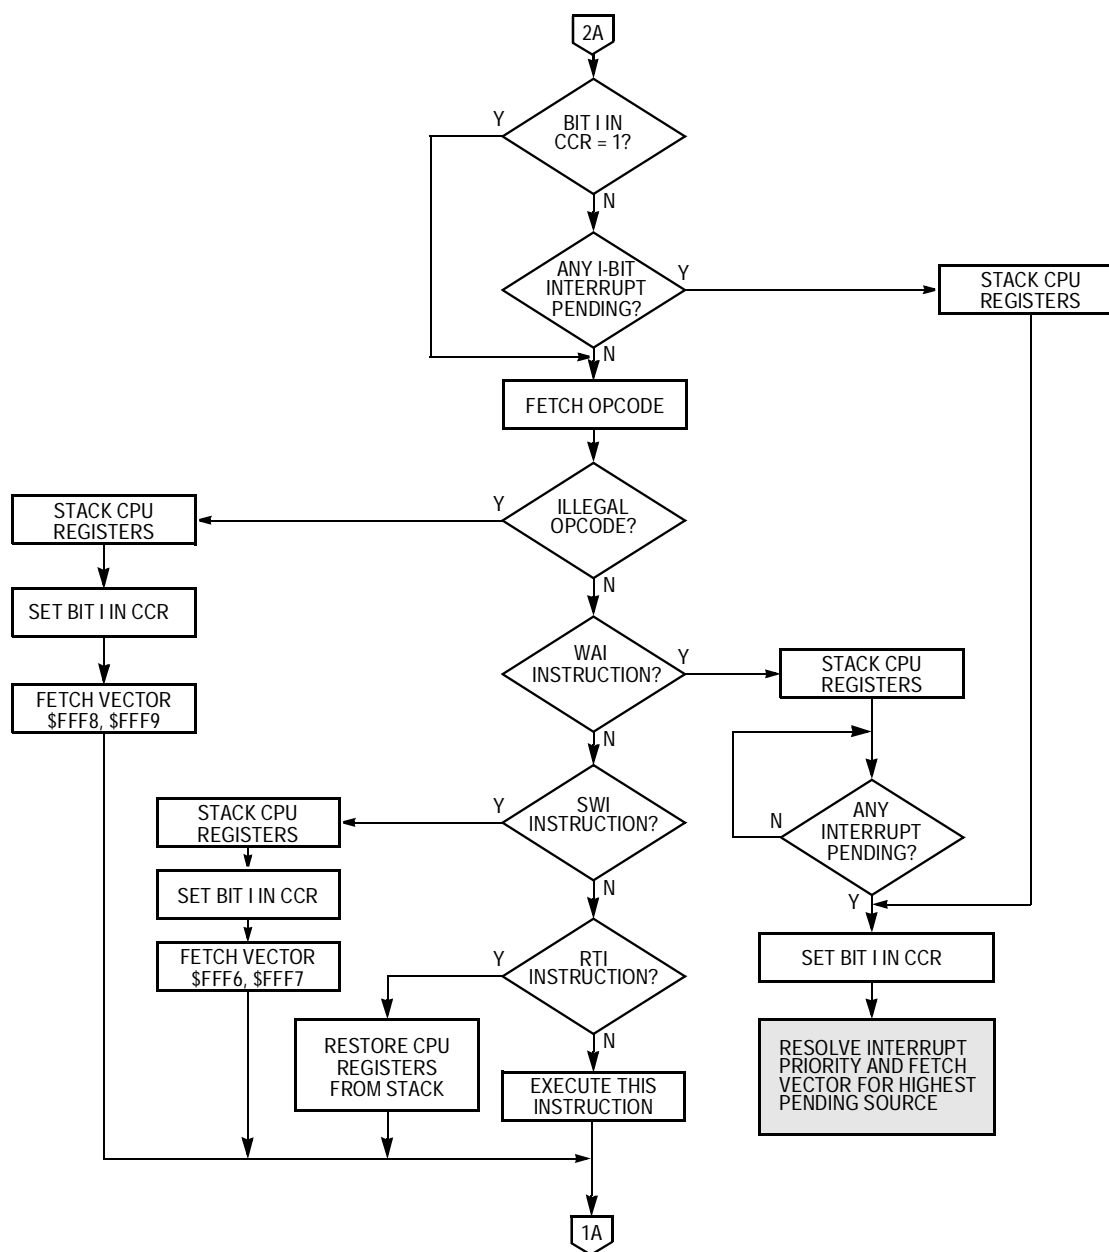 2A
BIT I IN
CCR = 1?
Y
N
ANY I-BIT
INTERRUPT
PENDING?
Y
N
STACK CPU
REGISTERS
FETCH OPCODE
ILLEGAL
OPCODE?
Y
N
STACK CPU
REGISTERS
SET BIT I IN CCR
FETCH VECTOR
$FFF8, $FFF9
WAI
INSTRUCTION?
Y
N
STACK CPU
REGISTERS
ANY
INTERRUPT
PENDING?
N
Y
SWI
INSTRUCTION?
Y
N
STACK CPU
REGISTERS
SET BIT I IN CCR
FETCH VECTOR
$FFF6, $FFF7
RTI
INSTRUCTION?
Y
N
RESTORE CPU
REGISTERS
FROM STACK
EXECUTE THIS
INSTRUCTION
SET BIT I IN CCR
RESOLVE INTERRUPT
PRIORITY AND FETCH
VECTOR FOR HIGHEST
PENDING SOURCE
1A